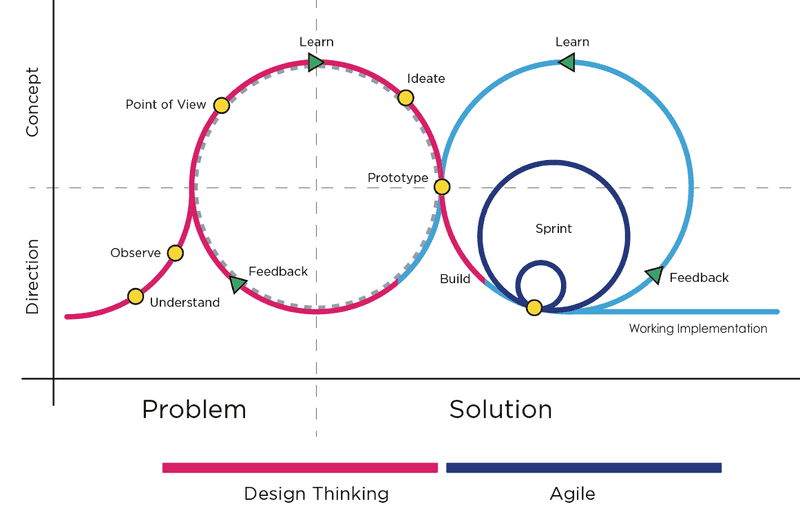 Learn
Learn
Ideate
Point of View
Concept
Prototype
Sprint
Observe
Direction
Feedback
Build
Feedback
Understand
Working Implementation
Problem
Solution
Design Thinking
Agile